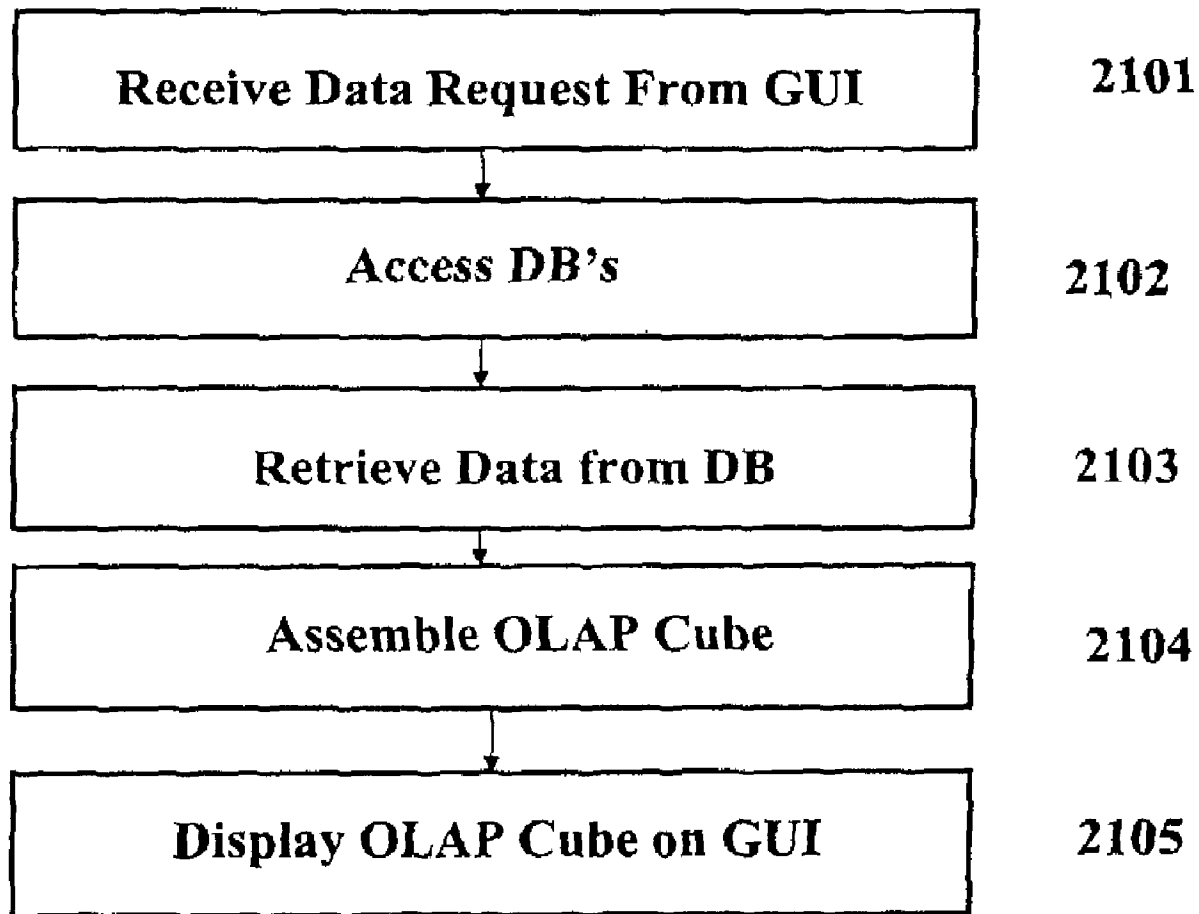 Receive Data Request From GUI 2101
Access DB's 2102
Retrieve Data from DB 2103
Assemble OLAP Cube 2104
Display OLAP Cube on GUI 2105